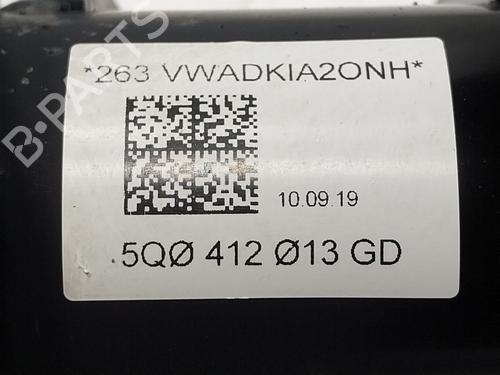 B-PARTS
*263 VWADKIA2ONH*
10.09.19
5QØ 412 Ø13 GD